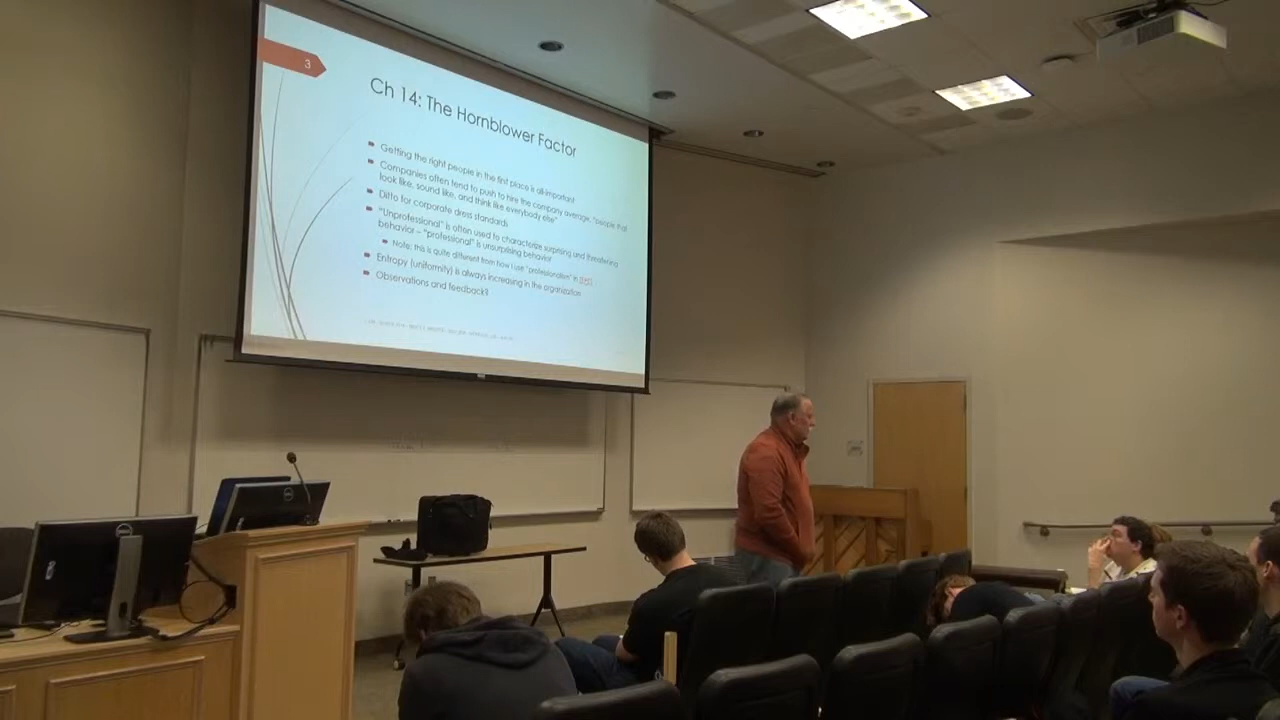 3
Ch 14: The Hornblower Factor
Getting the right people in the first place is all-important
Companies often tend to push to hire the company average, "people that
look like, sound like, and think like everybody else"
Ditto for corporate dress standards
"Unprofessional" is often used to characterize surprising and threatening
behavior – "professional" is unsurprising behavior
Note: this is quite different from how I use "professionalism" in
Entropy (uniformity) is always increasing in the organization
Observations and feedback?
DELL
DELL